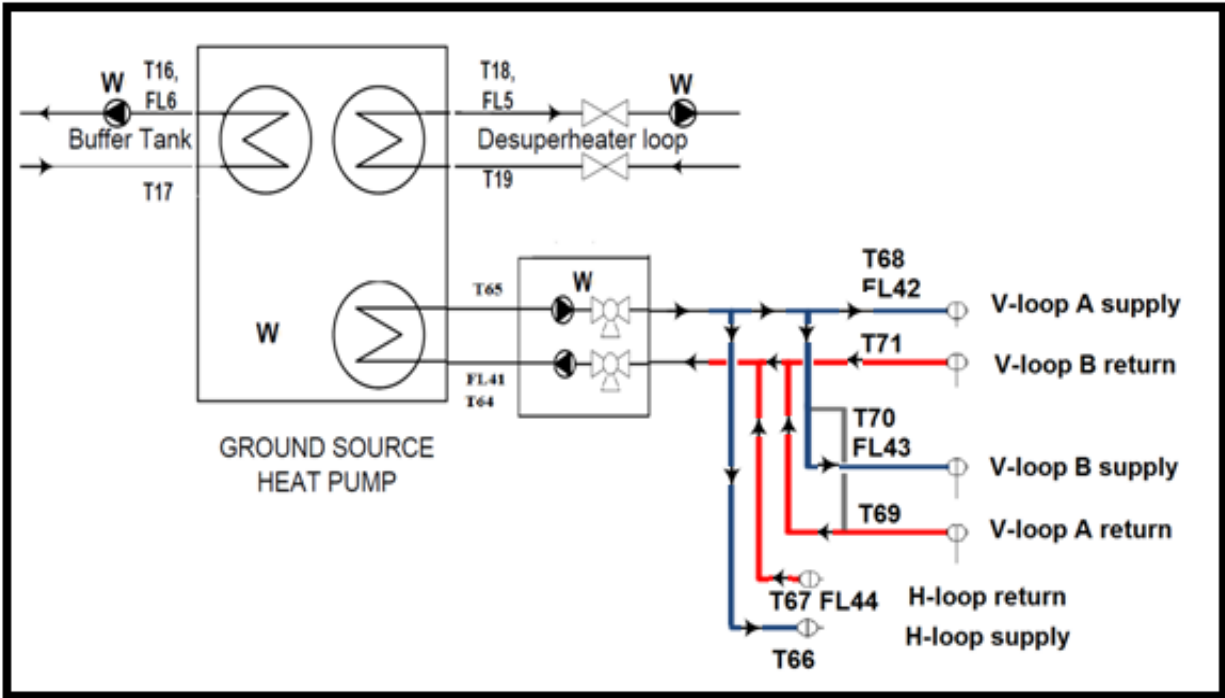 W
T16,
FL6
Buffer Tank
T17
T18,
FL5
W
Desuperheater loop
T19
W
GROUND SOURCE
HEAT PUMP
T65
W
FL41
T64
T68
FL42
V-loop A supply
T71
V-loop B return
T70
FL43
V-loop B supply
T69
V-loop A return
T67 FL44
H-loop return
H-loop supply
T66